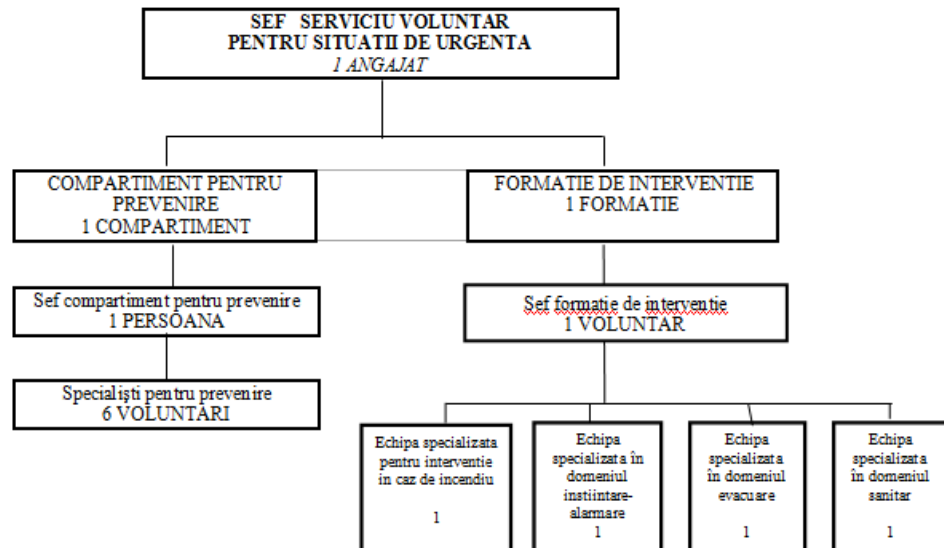 SEF SERVICIU VOLUNTAR
PENTRU SITUATII DE URGENTA
1 ANGAJAT
COMPARTIMENT PENTRU
PREVENIRE
1 COMPARTIMENT
FORMATIE DE INTERVENTIE
1 FORMATIE
Sef compartiment pentru prevenire
1 PERSOANA
Sef formatie de interventie
1 VOLUNTAR
Specialişti pentru prevenire
6 VOLUNTARI
Echipa specializata
pentru interventie
in caz de incendiu
1
Echipa
specializata în
domeniul
instiintare-
alarmare
1
Echipa
specializata
în domeniul
evacuare
1
Echipa
specializata
în domeniul
sanitar
1